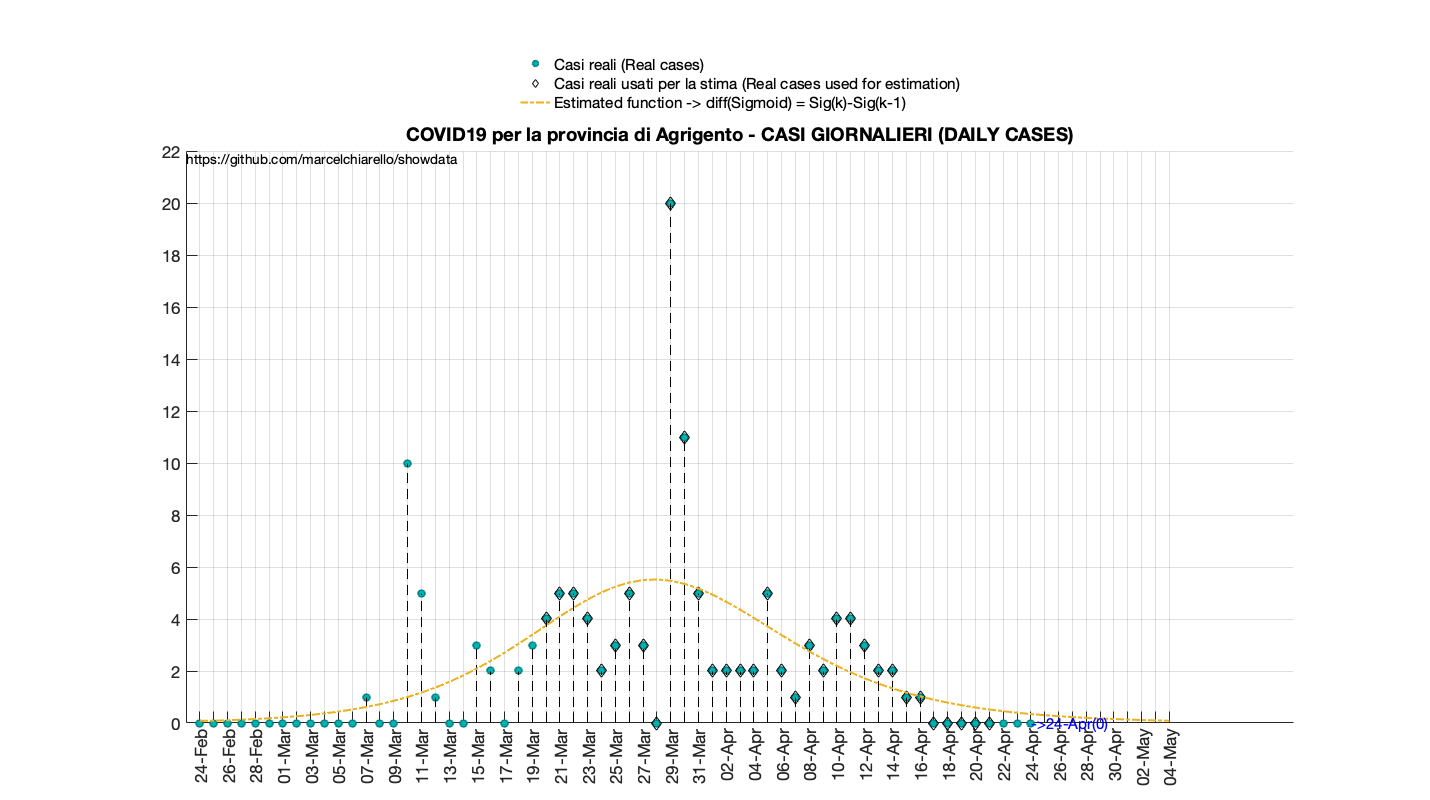 Casi reali (Real cases)
Casi reali usati per la stima (Real cases used for estimation)
Estimated function -> diff(Sigmoid) = Sig(k)-Sig(k-1)
COVID19 per la provincia di Agrigento - CASI GIORNALIERI (DAILY CASES)
https://github.com/marcelchiarello/showdata
22
20
18
16
14
12
10
8
6
4
2
0
->24-Apr(0)
24-Feb
26-Feb
28-Feb
01-Mar
03-Mar
05-Mar
07-Mar
09-Mar
11-Mar
13-Mar
15-Mar
17-Mar
19-Mar
21-Mar
23-Mar
25-Mar
27-Mar
29-Mar
31-Mar
02-Apr
04-Apr
06-Apr
08-Apr
10-Apr
12-Apr
14-Apr
16-Apr
18-Apr
20-Apr
22-Apr
24-Apr
26-Apr
28-Apr
30-Apr
02-May
04-May